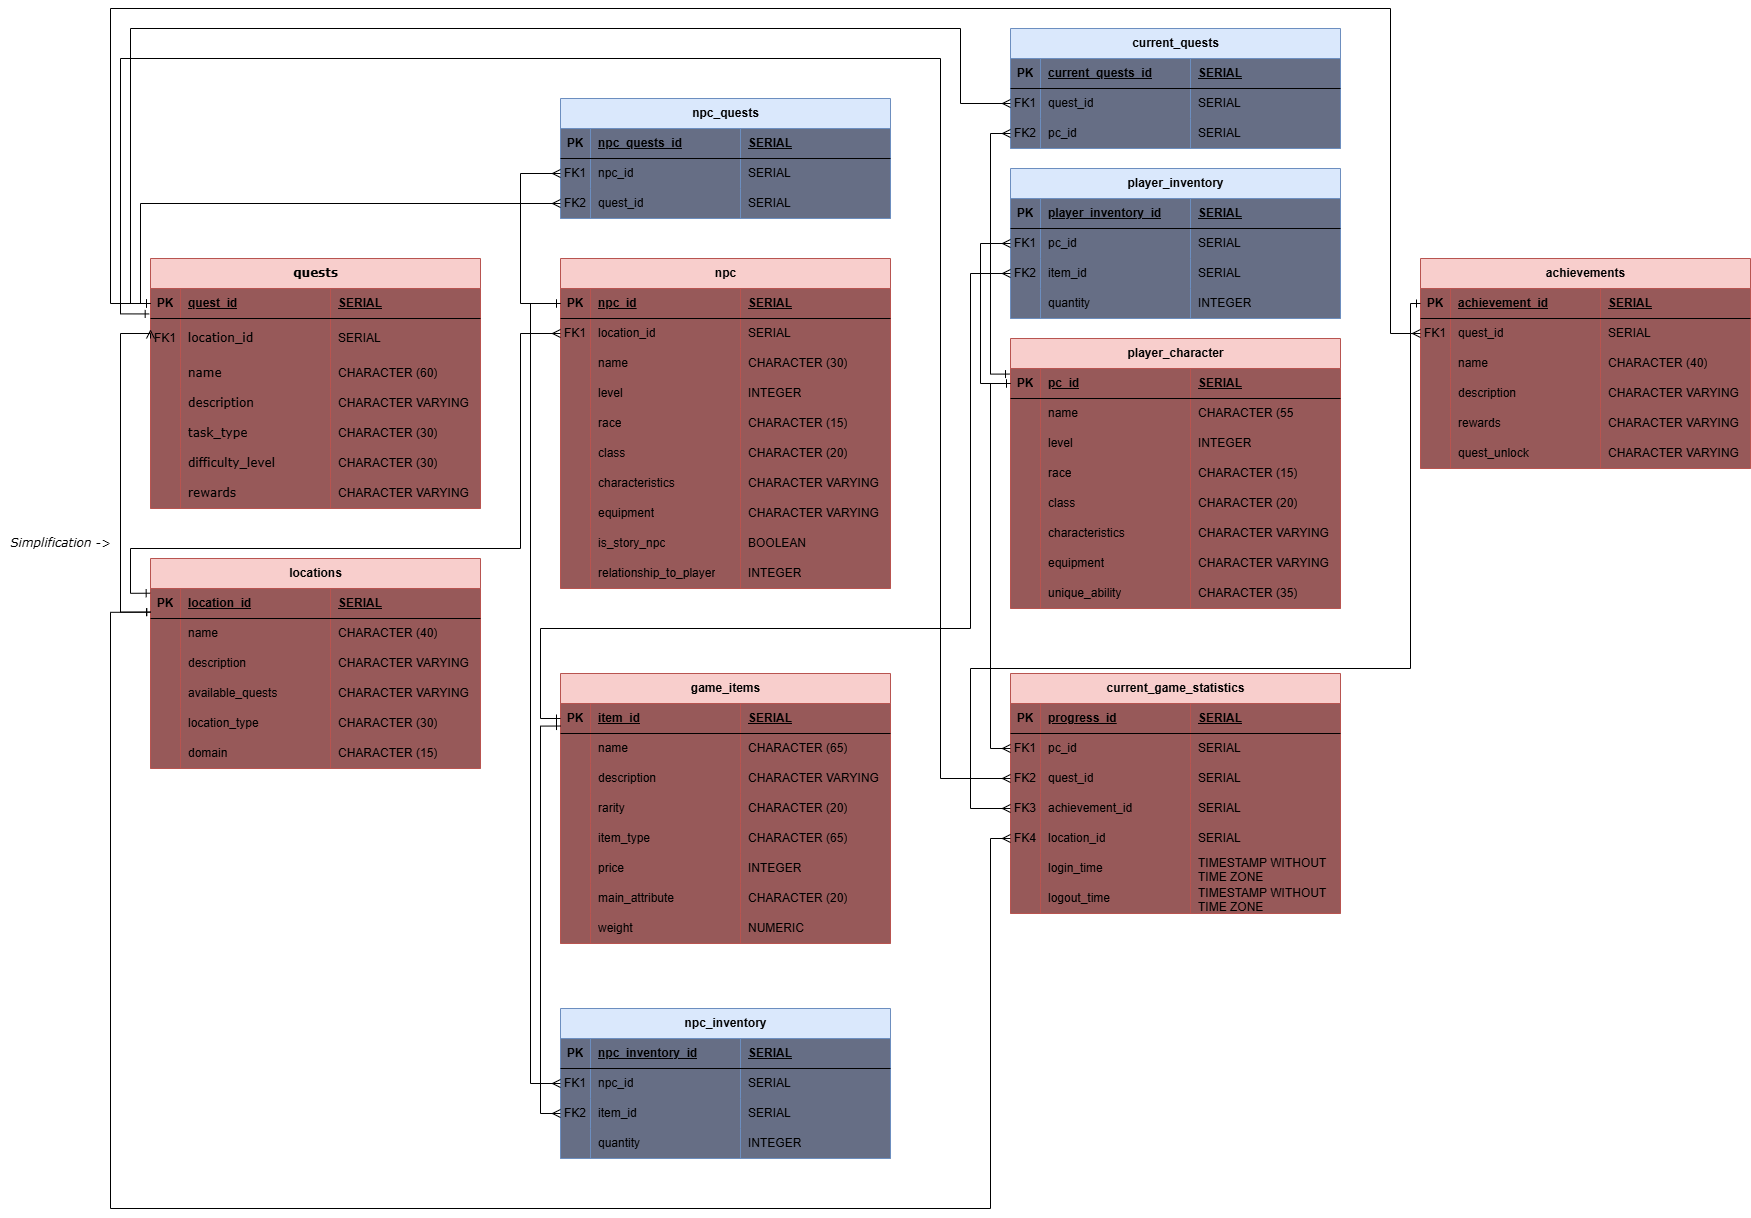 current_quests
PK current_quests_id SERIAL
FK1 quest_id SERIAL
FK2 pc_id SERIAL
npc_quests
PK npc_quests_id SERIAL
FK1 npc_id SERIAL
FK2 quest_id SERIAL
player_inventory
PK player_inventory_id SERIAL
FK1 pc_id SERIAL
FK2 item_id SERIAL
quantity INTEGER
quests
PK quest_id SERIAL
FK1 location_id SERIAL
name CHARACTER (60)
description CHARACTER VARYING
task_type CHARACTER (30)
difficulty_level CHARACTER (30)
rewards CHARACTER VARYING
npc
PK npc_id SERIAL
FK1 location_id SERIAL
name CHARACTER (30)
level INTEGER
race CHARACTER (15)
class CHARACTER (20)
characteristics CHARACTER VARYING
equipment CHARACTER VARYING
is_story_npc BOOLEAN
relationship_to_player INTEGER
player_character
PK pc_id SERIAL
name CHARACTER (55
level INTEGER
race CHARACTER (15)
class CHARACTER (20)
characteristics CHARACTER VARYING
equipment CHARACTER VARYING
unique_ability CHARACTER (35)
achievements
PK achievement_id SERIAL
FK1 quest_id SERIAL
name CHARACTER (40)
description CHARACTER VARYING
rewards CHARACTER VARYING
quest_unlock CHARACTER VARYING
Simplification ->
locations
PK location_id SERIAL
name CHARACTER (40)
description CHARACTER VARYING
available_quests CHARACTER VARYING
location_type CHARACTER (30)
domain CHARACTER (15)
game_items
PK item_id SERIAL
name CHARACTER (65)
description CHARACTER VARYING
rarity CHARACTER (20)
item_type CHARACTER (65)
price INTEGER
main_attribute CHARACTER (20)
weight NUMERIC
current_game_statistics
PK progress_id SERIAL
FK1 pc_id SERIAL
FK2 quest_id SERIAL
FK3 achievement_id SERIAL
FK4 location_id SERIAL
login_time TIMESTAMP WITHOUT
TIME ZONE
logout_time TIMESTAMP WITHOUT
TIME ZONE
npc_inventory
PK npc_inventory_id SERIAL
FK1 npc_id SERIAL
FK2 item_id SERIAL
quantity INTEGER